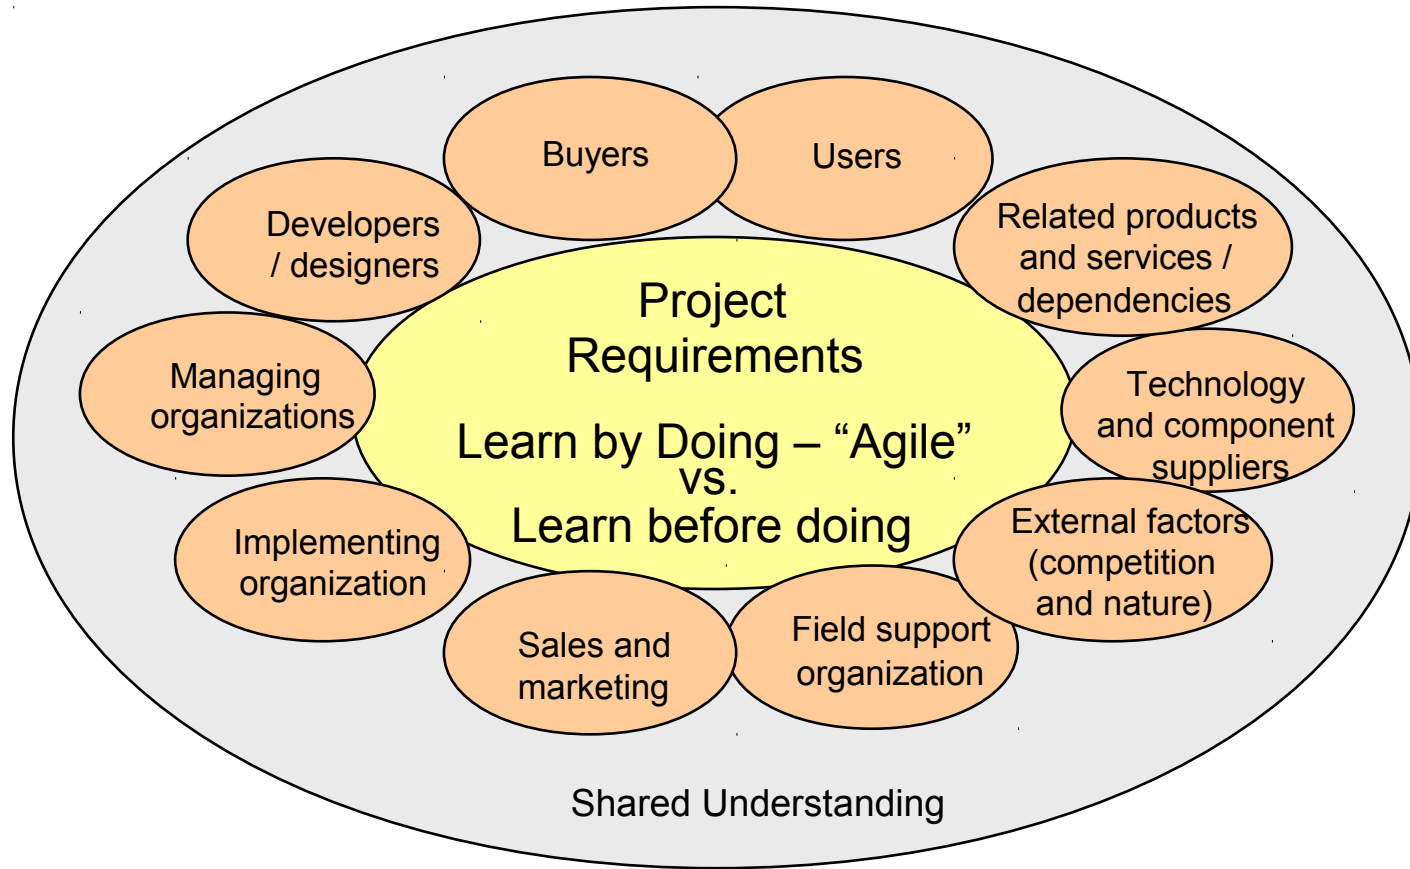 Buyers
Users
Developers
/ designers
Related products
and services /
dependencies
Project
Requirements
Learn by Doing – “Agile”
vs.
Learn before doing
Managing
organizations
Technology
and component
suppliers
Implementing
organization
External factors
(competition
and nature)
Sales and
marketing
Field support
organization
Shared Understanding